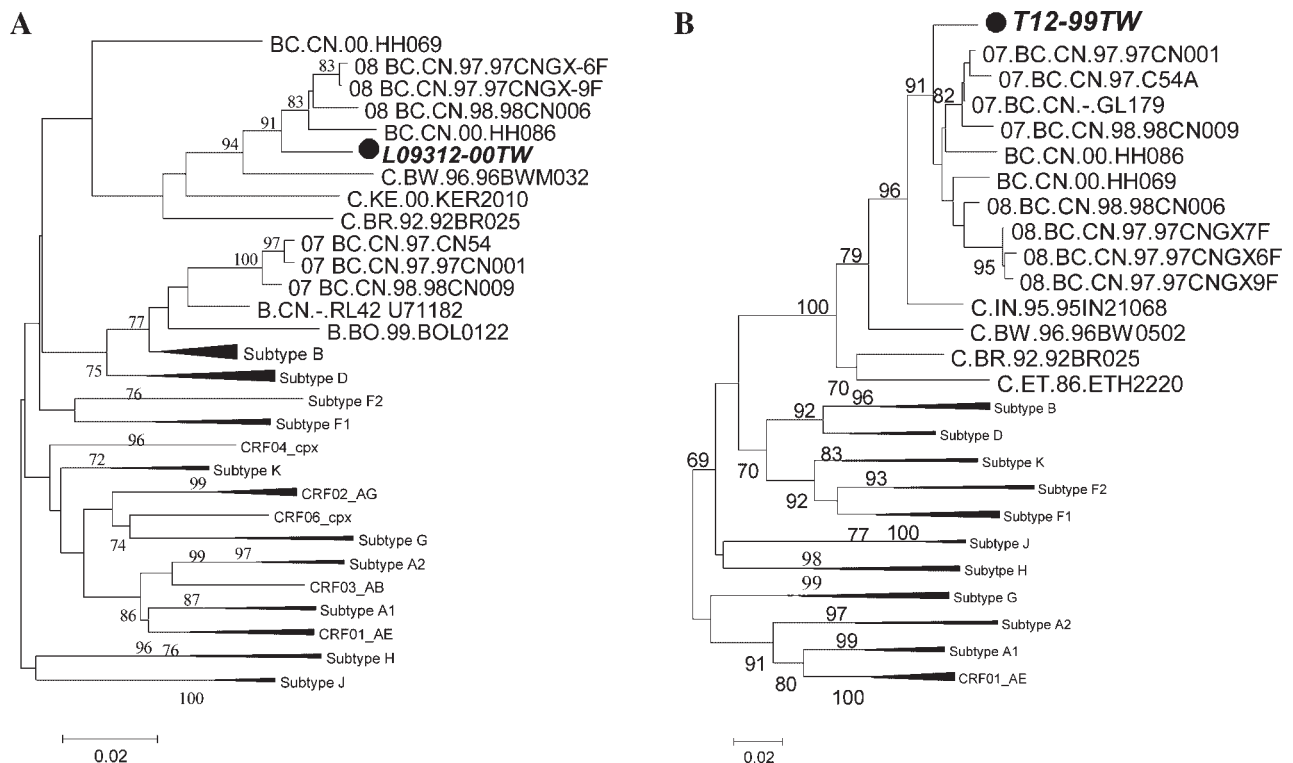 A
BC.CN.00.HH069
83
08 BC.CN.97.97CNGX-6F
08 BC.CN.97.97CNGX-9F
83
08 BC.CN.98.98CN006
91
BC.CN.00.HH086
94
L09312-00TW
C.BW.96.96BWM032
C.KE.00.KER2010
C.BR.92.92BR025
97
07 BC.CN.97.CN54
100
07 BC.CN.97.97CN001
07 BC.CN.98.98CN009
B.CN.-.RL42 U71182
77
B.BO.99.BOL0122
Subtype B
75
Subtype D
76
Subtype F2
Subtype F1
96
CRF04_cpx
72
Subtype K
99
CRF02_AG
CRF06_cpx
74
Subtype G
99
97
Subtype A2
CRF03_AB
87
86
Subtype A1
CRF01_AE
96
76
Subtype H
Subtype J
100
0.02
B
T12-99TW
07.BC.CN.97.97CN001
07.BC.CN.97.C54A
91
82
07.BC.CN.-.GL179
07.BC.CN.98.98CN009
BC.CN.00.HH086
BC.CN.00.HH069
96
08.BC.CN.98.98CN006
08.BC.CN.97.97CNGX7F
79
08.BC.CN.97.97CNGX6F
95
08.BC.CN.97.97CNGX9F
100
C.IN.95.95IN21068
C.BW.96.96BW0502
C.BR.92.92BR025
C.ET.86.ETH2220
70
96
92
Subtype B
Subtype D
83
69
70
Subtype K
93
92
Subtype F2
Subtype F1
77
100
Subtype J
98
Subytpe H
99
Subtype G
97
Subtype A2
99
91
Subtype A1
80
CRF01_AE
100
0.02